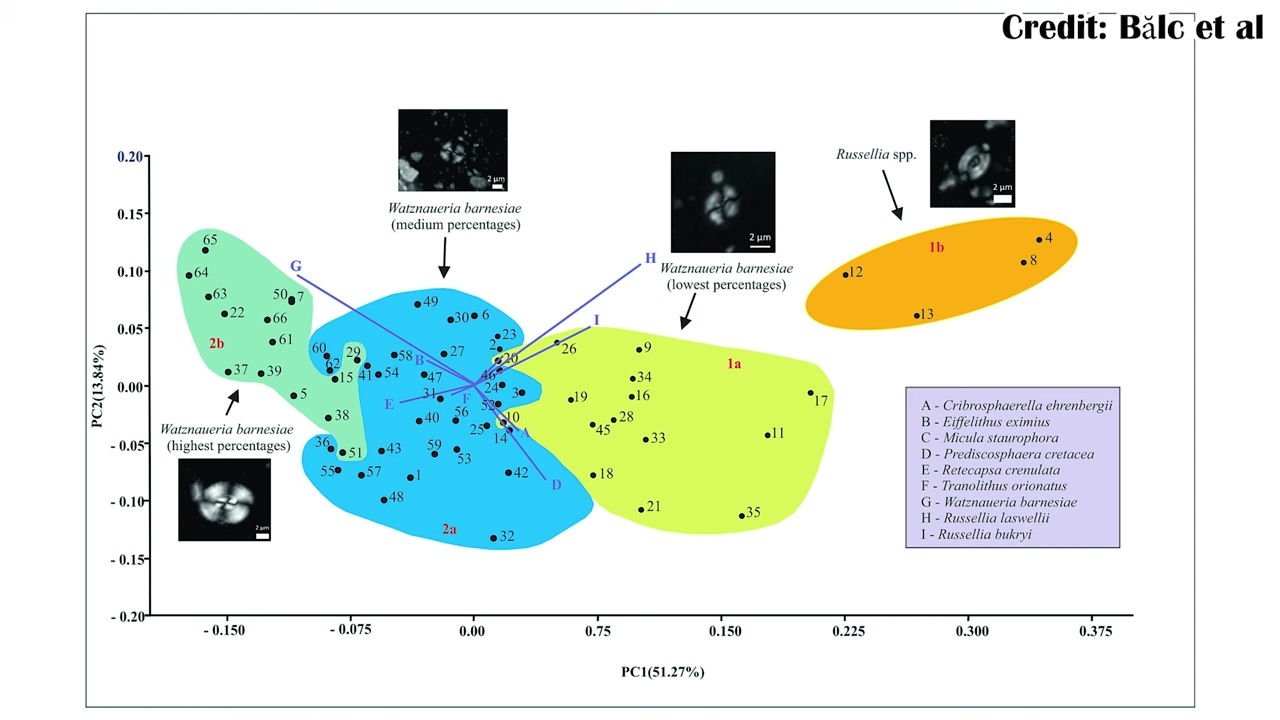 Credit: Bălc et al
Russellia spp.
2 μm
2 μm
Watznaueria barnesiae
(medium percentages)
2 μm
Watznaueria barnesiae
(lowest percentages)
Watznaueria barnesiae
(highest percentages)
2 μm
PC2(13.84%)
0.20
0.15
0.10
0.05
0.00
- 0.05
- 0.10
- 0.15
- 0.20
- 0.150
- 0.075
0.00
0.75
0.150
0.225
0.300
0.375
PC1(51.27%)
1b
4
8
12
13
1a
26
9
34
16
19
17
28
45
33
11
18
21
35
2b
65
64
63
50
7
22
66
61
37
39
5
29
15
38
51
2a
49
30
6
23
2
20
27
58
60
62
41
54
47
46
24
3
31
52
10
56
40
25
14
36
43
59
53
55
57
1
42
48
32
G
H
I
B
E
F
A
D
A - Cribrosphaerella ehrenbergii
B - Eiffelithus eximius
C - Micula staurophora
D - Prediscosphaera cretacea
E - Retecapsa crenulata
F - Tranolithus orionatus
G - Watznaueria barnesiae
H - Russellia laswellii
I - Russellia bukryi